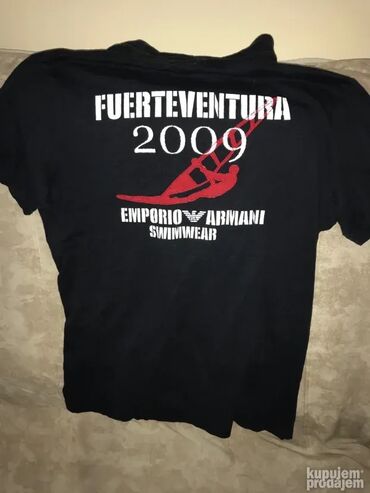 FUERTEVENTURA
2009
EMPORIO ARMANI
SWIMWEAR
kupujem
prodajem